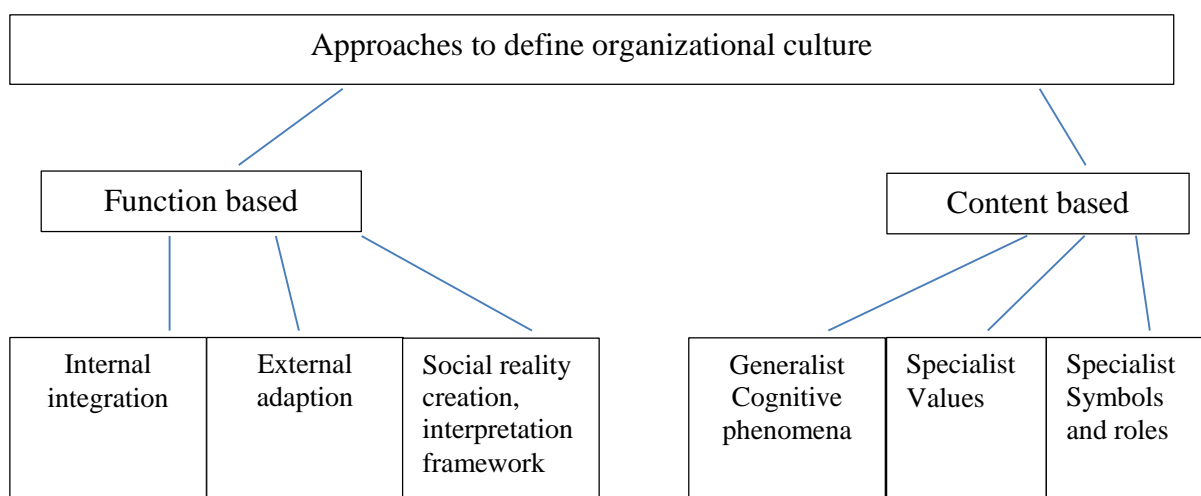 Approaches to define organizational culture
Function based
Content based
Internal
integration
External
adaption
Social reality
creation,
interpretation
framework
Generalist
Cognitive
phenomena
Specialist
Values
Specialist
Symbols
and roles